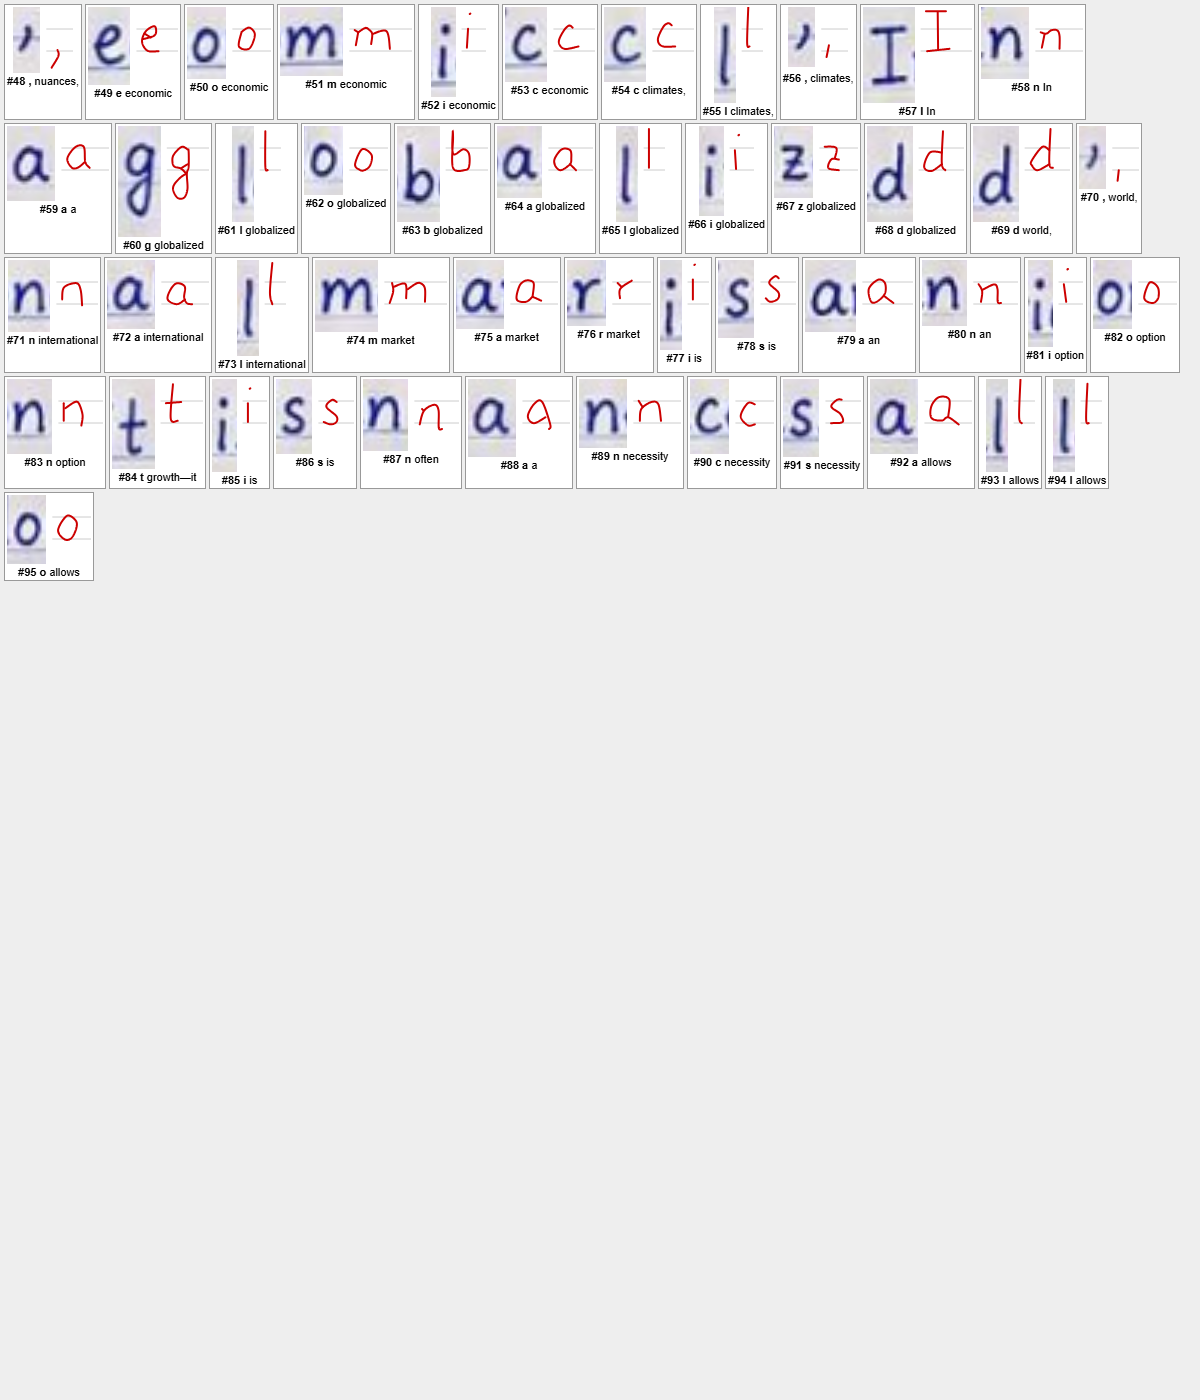 , , e e o o m m i i c c c c l l , , I I n n
#48 , nuances, #49 e economic #50 o economic #51 m economic #52 i economic #53 c economic #54 c climates, #55 l climates, #56 , climates, #57 I In #58 n In
a a g g l l o o b b a a l l i i z z d d d d , ,
#59 a a #60 g globalized #61 l globalized #62 o globalized #63 b globalized #64 a globalized #65 l globalized #66 i globalized #67 z globalized #68 d globalized #69 d world, #70 , world,
n n a a l l m m a a r r i i s s a a n n i i o o
#71 n international #72 a international #73 l international #74 m market #75 a market #76 r market #77 i is #78 s is #79 a an #80 n an #81 i option #82 o option
n n t t i i s s n n a a n n c c s s a a l l l l
#83 n option #84 t growth—it #85 i is #86 s is #87 n often #88 a a #89 n necessity #90 c necessity #91 s necessity #92 a allows #93 l allows #94 l allows
o o
#95 o allows